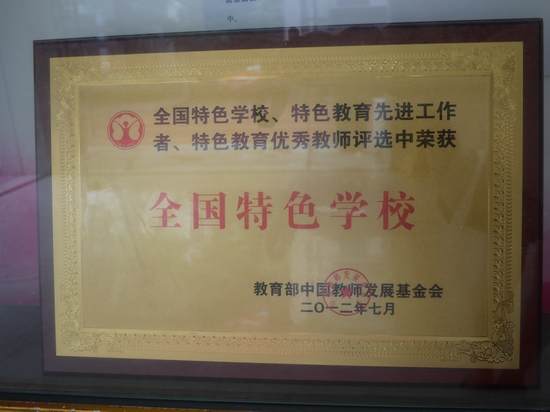 中,
全国特色学校、特色教育先进工作
者、特色教育优秀教师评选中荣获
全国特色学校
教育部中国教师发展基金会
二〇一二年七月